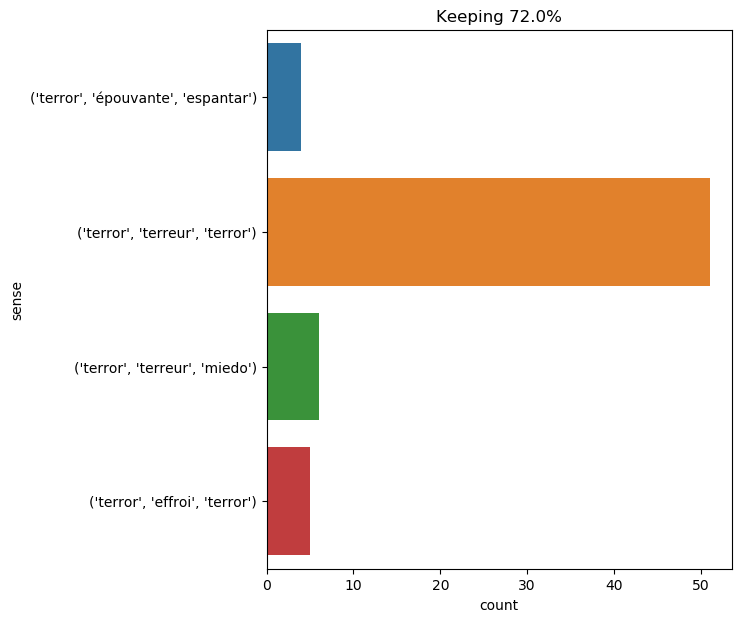 Keeping 72.0%
('terror', 'épouvante', 'espantar')
('terror', 'terreur', 'terror')
('terror', 'terreur', 'miedo')
('terror', 'effroi', 'terror')
sense
0 10 20 30 40 50
count